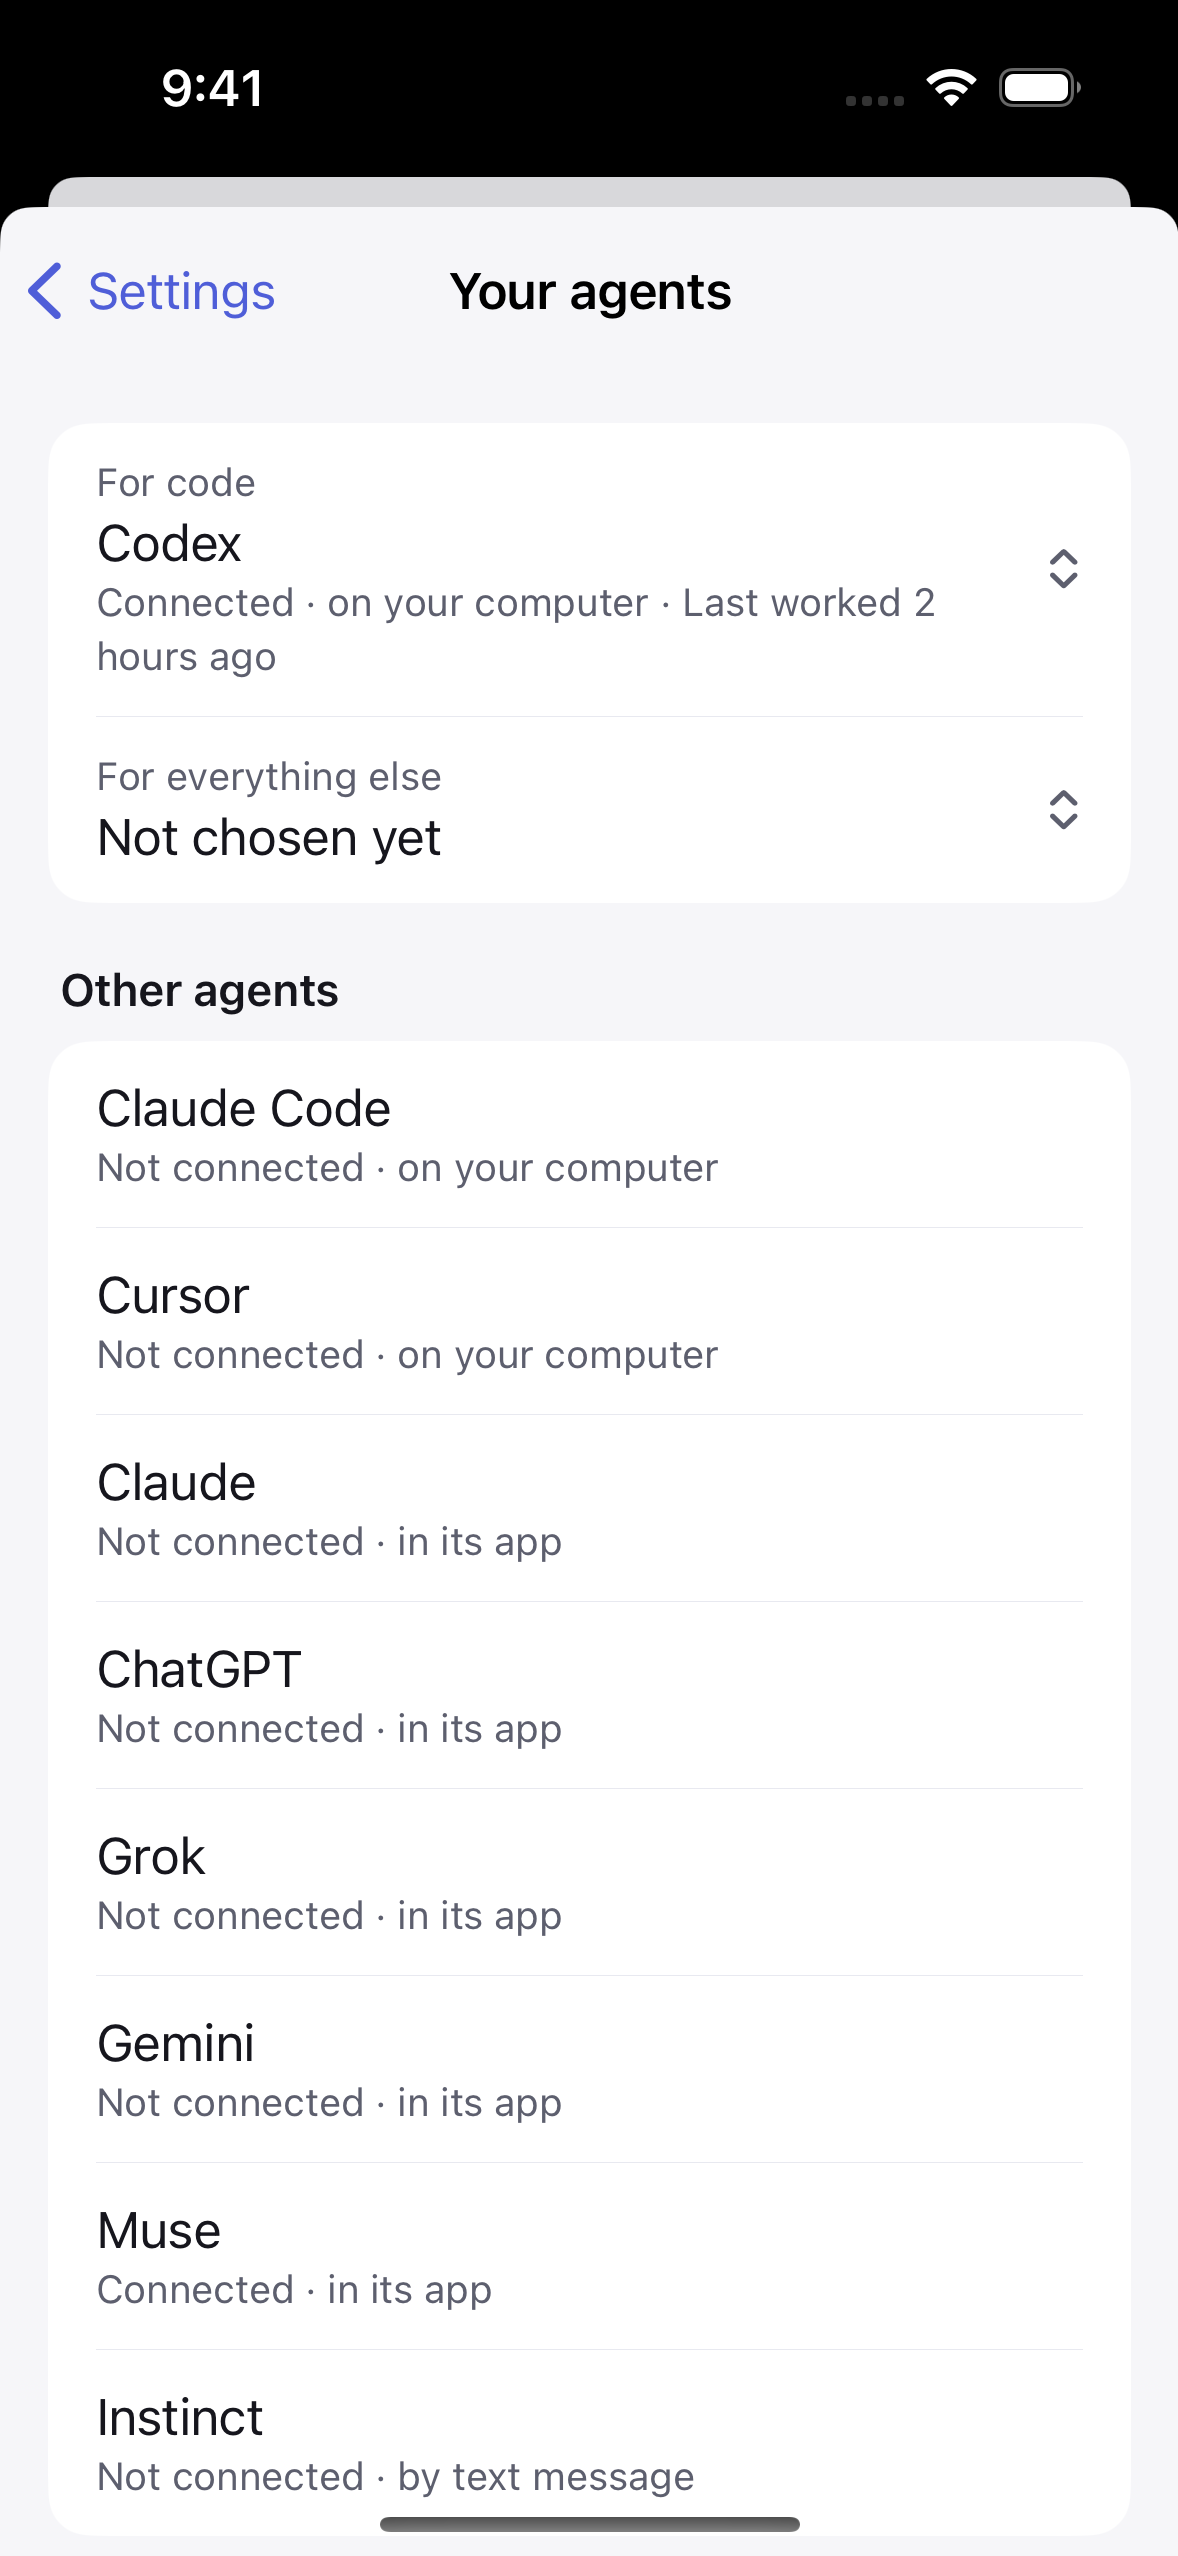 9:41
Settings
Your agents
For code
Codex
Connected · on your computer · Last worked 2
hours ago
For everything else
Not chosen yet
Other agents
Claude Code
Not connected · on your computer
Cursor
Not connected · on your computer
Claude
Not connected · in its app
ChatGPT
Not connected · in its app
Grok
Not connected · in its app
Gemini
Not connected · in its app
Muse
Connected · in its app
Instinct
Not connected · by text message